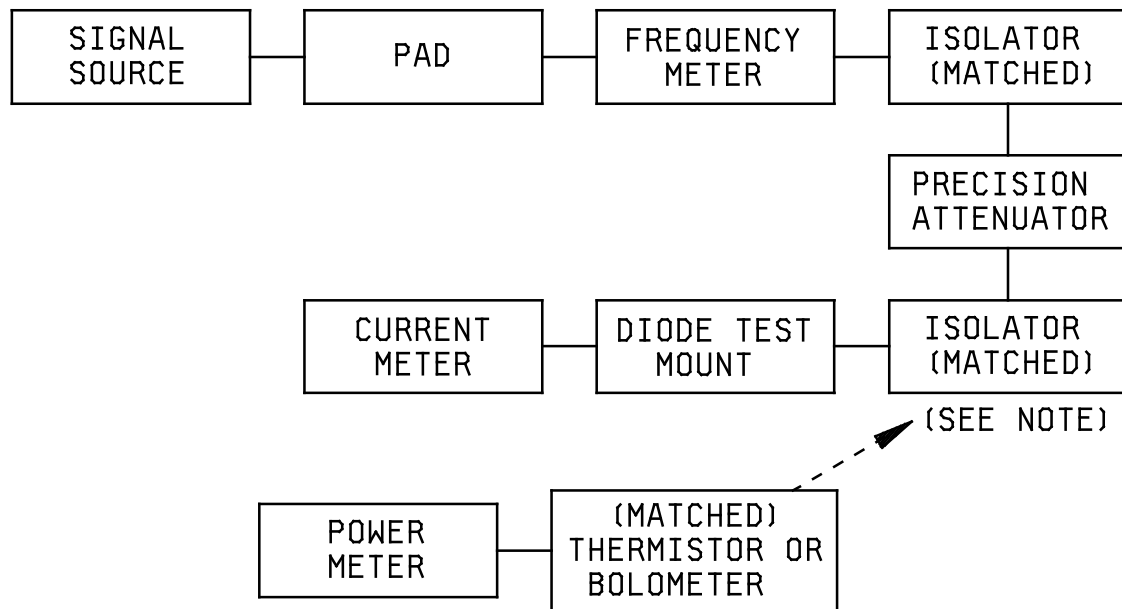 SIGNAL
SOURCE
PAD
FREQUENCY
METER
ISOLATOR
(MATCHED)
PRECISION
ATTENUATOR
CURRENT
METER
DIODE TEST
MOUNT
ISOLATOR
(MATCHED)
(SEE NOTE)
POWER
METER
(MATCHED)
THERMISTOR OR
BOLOMETER